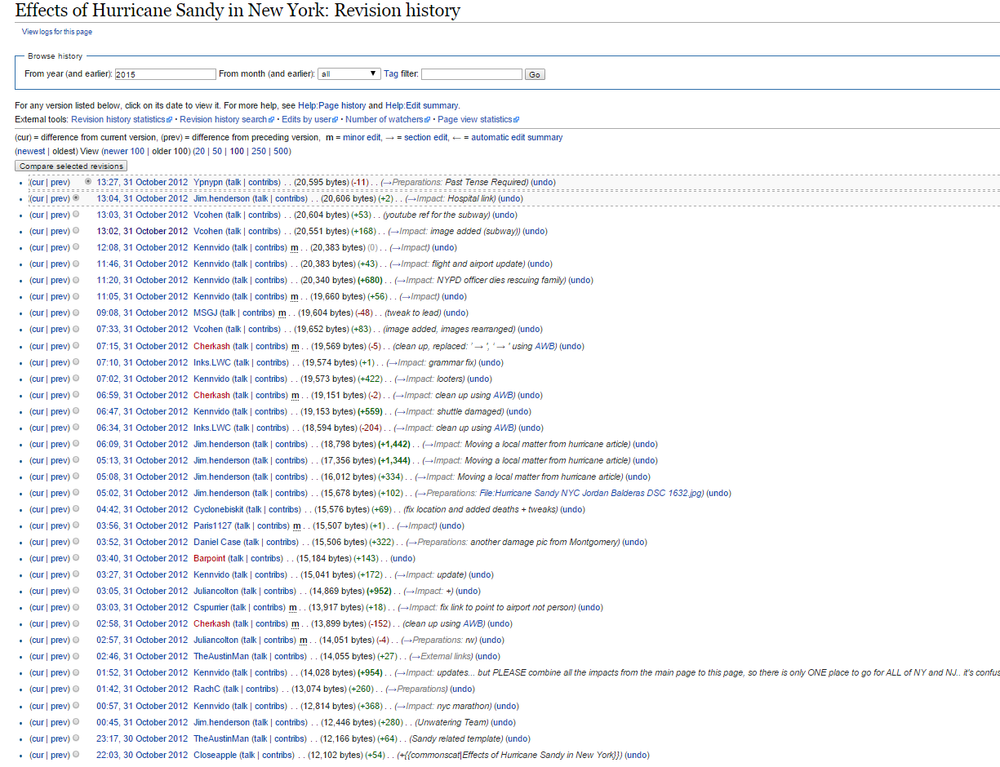 Effects of Hurricane Sandy in New York: Revision history
View logs for this page
Browse history
From year (and earlier): 2015 From month (and earlier): all Tag filter: Go
For any version listed below, click on its date to view it. For more help, see Help:Page history and Help:Edit summary.
External tools: Revision history statistics · Revision history search · Edits by user · Number of watchers · Page view statistics
(cur) = difference from current version, (prev) = difference from preceding version, m = minor edit, → = section edit, ← = automatic edit summary
(newest | oldest) View (newer 100 | older 100) (20 | 50 | 100 | 250 | 500)
Compare selected revisions
(cur | prev) 13:27, 31 October 2012 Ypnypn (talk | contribs) . . (20,595 bytes) (-11) . . (→Preparations: Past Tense Required) (undo)
(cur | prev) 13:04, 31 October 2012 Jim.henderson (talk | contribs) . . (20,606 bytes) (+2) . . (→Impact: Hospital link) (undo)
(cur | prev) 13:03, 31 October 2012 Vcohen (talk | contribs) . . (20,604 bytes) (+53) . . (youtube ref for the subway) (undo)
(cur | prev) 13:02, 31 October 2012 Vcohen (talk | contribs) . . (20,551 bytes) (+168) . . (→Impact: image added (subway)) (undo)
(cur | prev) 12:08, 31 October 2012 Kennvido (talk | contribs) m . . (20,383 bytes) (0) . . (→Impact) (undo)
(cur | prev) 11:46, 31 October 2012 Kennvido (talk | contribs) . . (20,383 bytes) (+43) . . (→Impact: flight and airport update) (undo)
(cur | prev) 11:20, 31 October 2012 Kennvido (talk | contribs) . . (20,340 bytes) (+680) . . (→Impact: NYPD officer dies rescuing family) (undo)
(cur | prev) 11:05, 31 October 2012 Kennvido (talk | contribs) m . . (19,660 bytes) (+56) . . (→Impact) (undo)
(cur | prev) 09:08, 31 October 2012 MSGJ (talk | contribs) m . . (19,604 bytes) (-48) . . (tweak to lead) (undo)
(cur | prev) 07:33, 31 October 2012 Vcohen (talk | contribs) . . (19,652 bytes) (+83) . . (image added, images rearranged) (undo)
(cur | prev) 07:15, 31 October 2012 Cherkash (talk | contribs) m . . (19,569 bytes) (-5) . . (clean up, replaced: ’ → ', ‘ → ' using AWB) (undo)
(cur | prev) 07:10, 31 October 2012 Inks.LWC (talk | contribs) . . (19,574 bytes) (+1) . . (→Impact: grammar fix) (undo)
(cur | prev) 07:02, 31 October 2012 Kennvido (talk | contribs) . . (19,573 bytes) (+422) . . (→Impact: looters) (undo)
(cur | prev) 06:59, 31 October 2012 Cherkash (talk | contribs) m . . (19,151 bytes) (-2) . . (→Impact: clean up using AWB) (undo)
(cur | prev) 06:47, 31 October 2012 Kennvido (talk | contribs) . . (19,153 bytes) (+559) . . (→Impact: shuttle damaged) (undo)
(cur | prev) 06:34, 31 October 2012 Inks.LWC (talk | contribs) . . (18,594 bytes) (-204) . . (→Impact: clean up using AWB) (undo)
(cur | prev) 06:09, 31 October 2012 Jim.henderson (talk | contribs) . . (18,798 bytes) (+1,442) . . (→Impact: Moving a local matter from hurricane article) (undo)
(cur | prev) 05:13, 31 October 2012 Jim.henderson (talk | contribs) . . (17,356 bytes) (+1,344) . . (→Impact: Moving a local matter from hurricane article) (undo)
(cur | prev) 05:08, 31 October 2012 Jim.henderson (talk | contribs) . . (16,012 bytes) (+334) . . (→Impact: Moving a local matter from hurricane article) (undo)
(cur | prev) 05:02, 31 October 2012 Jim.henderson (talk | contribs) . . (15,678 bytes) (+102) . . (→Preparations: File:Hurricane Sandy NYC Jordan Balderas DSC 1632.jpg) (undo)
(cur | prev) 04:42, 31 October 2012 Cyclonebiskit (talk | contribs) . . (15,576 bytes) (+69) . . (fix location and added deaths + tweaks) (undo)
(cur | prev) 03:56, 31 October 2012 Paris1127 (talk | contribs) m . . (15,507 bytes) (+1) . . (→Impact) (undo)
(cur | prev) 03:52, 31 October 2012 Daniel Case (talk | contribs) . . (15,506 bytes) (+322) . . (→Preparations: another damage pic from Montgomery) (undo)
(cur | prev) 03:40, 31 October 2012 Barpoint (talk | contribs) . . (15,184 bytes) (+143) . . (undo)
(cur | prev) 03:27, 31 October 2012 Kennvido (talk | contribs) . . (15,041 bytes) (+172) . . (→Impact: update) (undo)
(cur | prev) 03:05, 31 October 2012 Juliancolton (talk | contribs) . . (14,869 bytes) (+952) . . (→Impact: +) (undo)
(cur | prev) 03:03, 31 October 2012 Cspurrier (talk | contribs) m . . (13,917 bytes) (+18) . . (→Impact: fix link to point to airport not person) (undo)
(cur | prev) 02:58, 31 October 2012 Cherkash (talk | contribs) m . . (13,899 bytes) (-152) . . (clean up using AWB) (undo)
(cur | prev) 02:57, 31 October 2012 Juliancolton (talk | contribs) m . . (14,051 bytes) (-4) . . (→Preparations: rw) (undo)
(cur | prev) 02:46, 31 October 2012 TheAustinMan (talk | contribs) . . (14,055 bytes) (+27) . . (→External links) (undo)
(cur | prev) 01:52, 31 October 2012 Kennvido (talk | contribs) . . (14,028 bytes) (+954) . . (→Impact: updates... but PLEASE combine all the impacts from the main page to this page, so there is only ONE place to go for ALL of NY and NJ.. it's confus
(cur | prev) 01:42, 31 October 2012 RachC (talk | contribs) . . (13,074 bytes) (+260) . . (→Preparations) (undo)
(cur | prev) 00:57, 31 October 2012 Kennvido (talk | contribs) . . (12,814 bytes) (+368) . . (→Impact: nyc marathon) (undo)
(cur | prev) 00:45, 31 October 2012 Jim.henderson (talk | contribs) . . (12,446 bytes) (+280) . . (Unwatering Team) (undo)
(cur | prev) 23:17, 30 October 2012 TheAustinMan (talk | contribs) . . (12,166 bytes) (+64) . . (Sandy related template) (undo)
(cur | prev) 22:03, 30 October 2012 Closeapple (talk | contribs) . . (12,102 bytes) (+54) . . (+{{commonscat|Effects of Hurricane Sandy in New York}}) (undo)